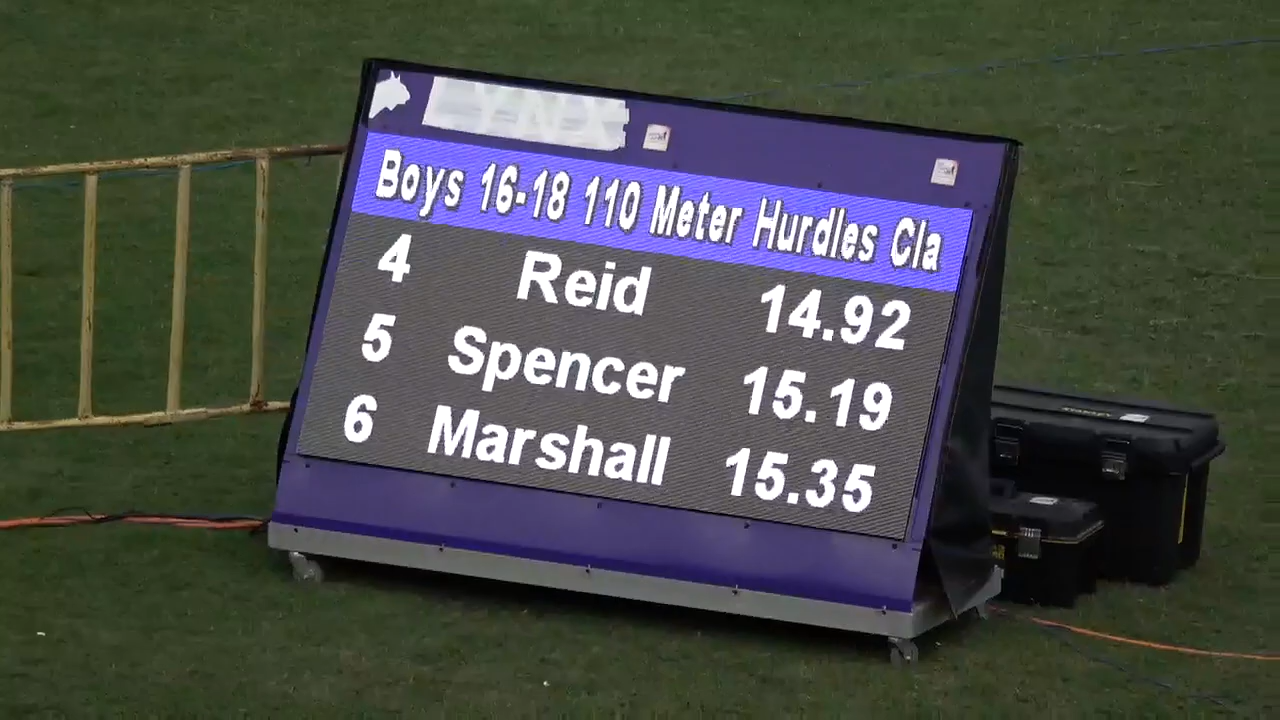 LYNX
Boys 16-18 110 Meter Hurdles Cla
4 Reid 14.92
5 Spencer 15.19
6 Marshall 15.35